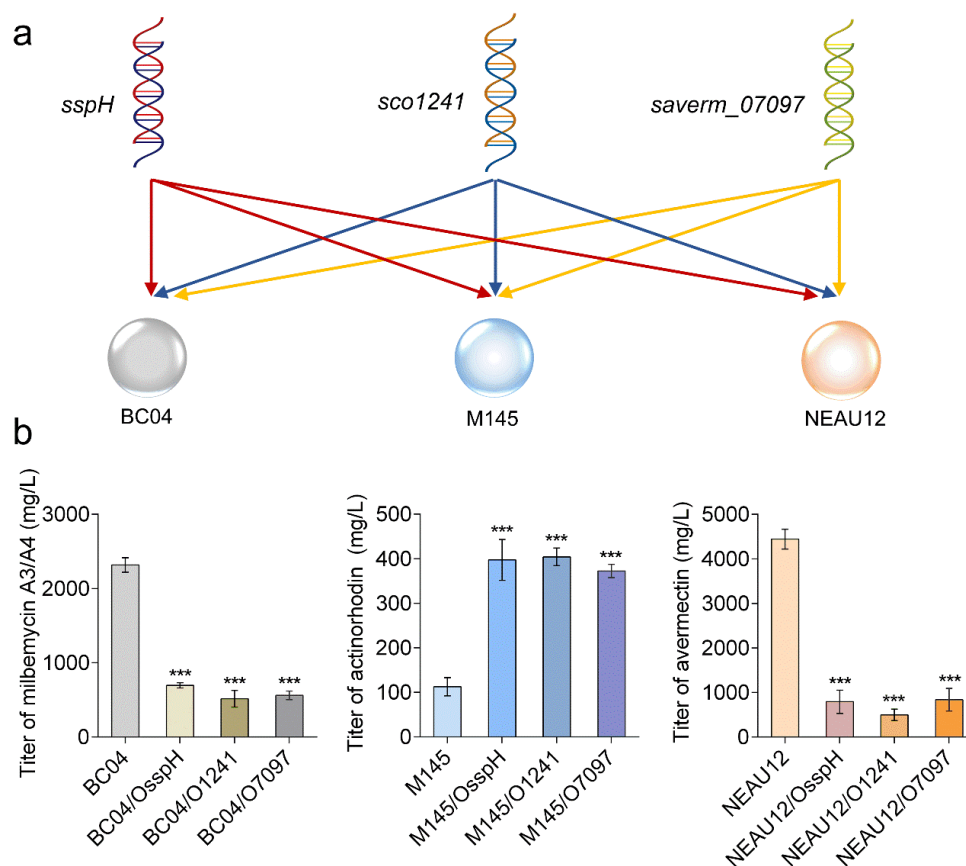 a
sspH
sco1241
saverm_07097
BC04
M145
NEAU12
b
Titer of milbemycin A3/A4 (mg/L)
3000
2000
1000
0
***
***
***
BC04
BC04/OsspH
BC04/O1241
BC04/O7097
Titer of actinorhodin (mg/L)
500
400
300
200
100
0
***
***
***
M145
M145/OsspH
M145/O1241
M145/O7097
Titer of avermectin (mg/L)
5000
4000
3000
2000
1000
0
***
***
***
NEAU12
NEAU12/OsspH
NEAU12/O1241
NEAU12/O7097